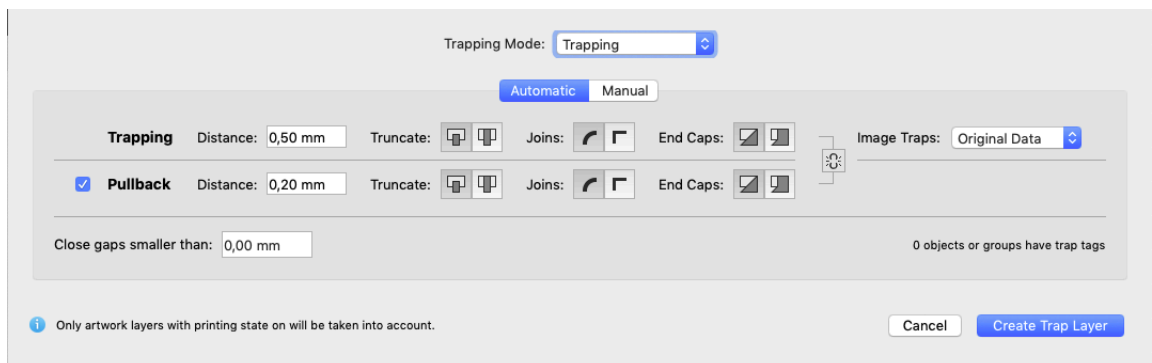 Trapping Mode: Trapping
Automatic Manual
Trapping Distance: 0,50 mm Truncate: Joins: End Caps: Image Traps: Original Data
Pullback Distance: 0,20 mm Truncate: Joins: End Caps:
Close gaps smaller than: 0,00 mm 0 objects or groups have trap tags
Only artwork layers with printing state on will be taken into account. Cancel Create Trap Layer